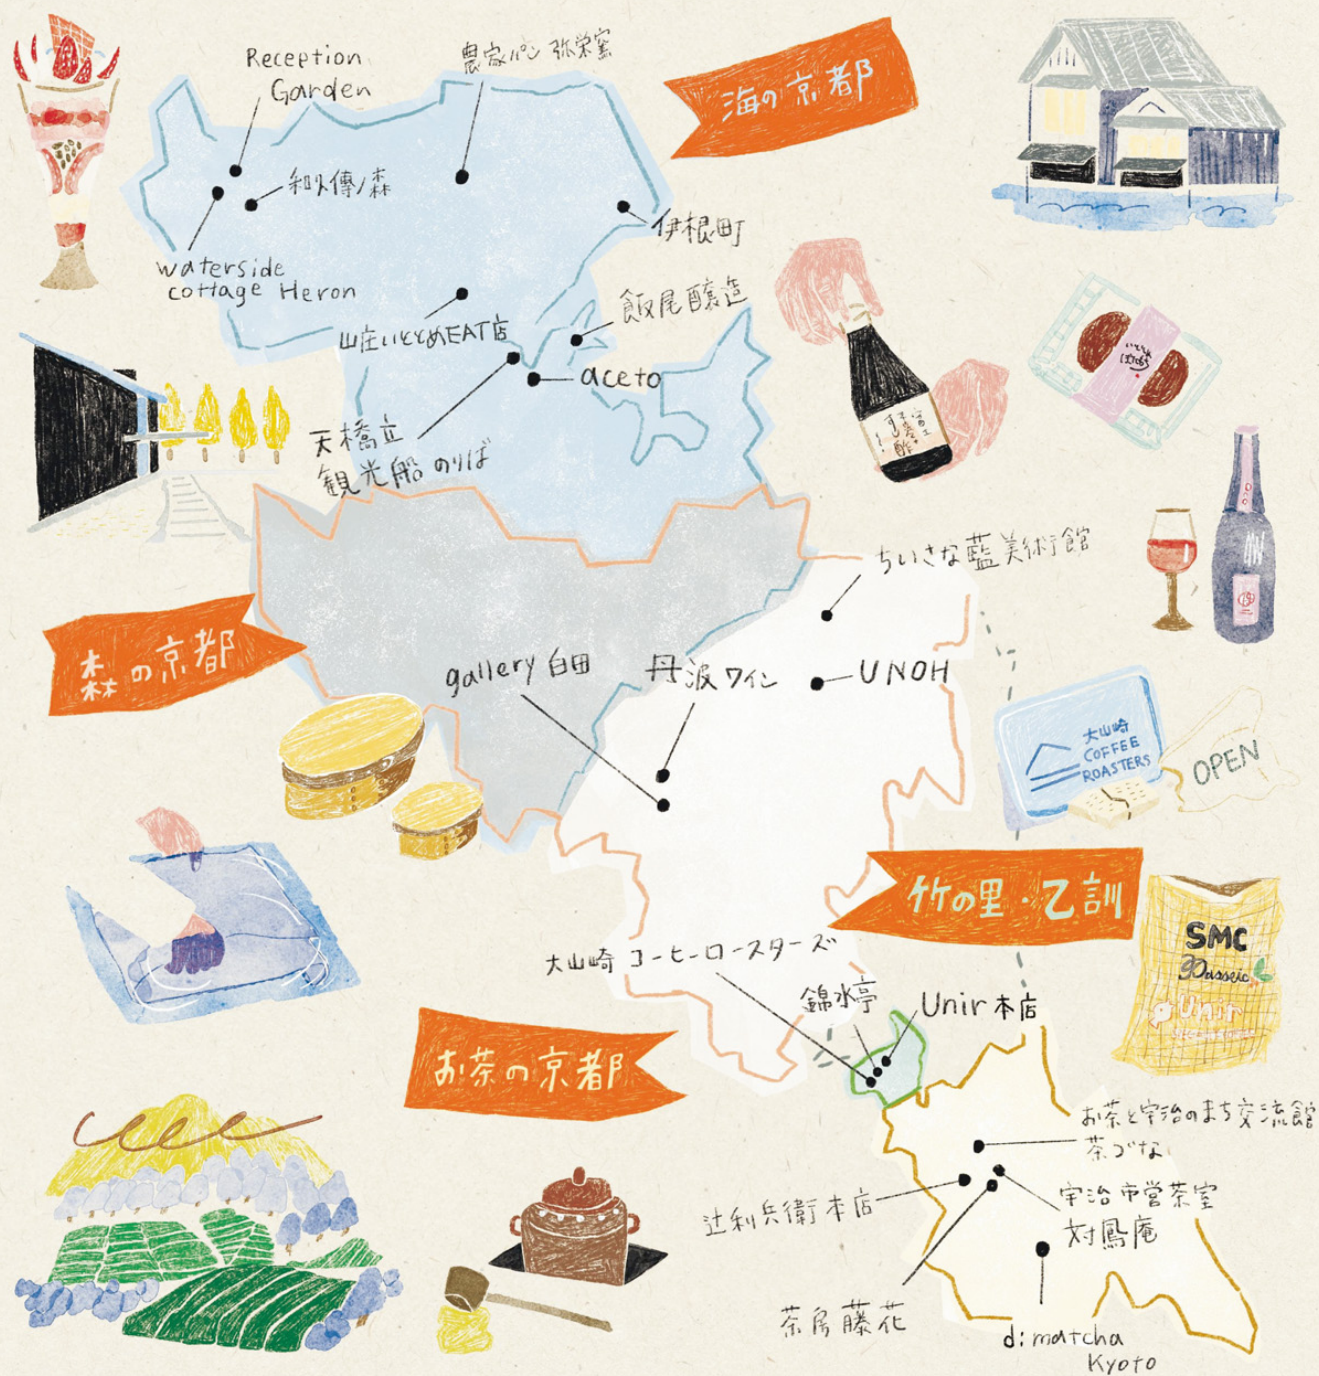 Reception
Garden
農家パン 弥栄窯
海の京都
和久傳ノ森
伊根町
waterside
cottage Heron
飯尾醸造
山庄いととめEAT店
aceto
天橋立
観光船 のりば
ちいさな藍美術館
森の京都
gallery 白田
丹波ワイン
UNOH
大山崎
COFFEE
ROASTERS
OPEN
竹の里・乙訓
SMC
Unir
大山崎 コーヒーロースターズ
錦水亭
Unir 本店
お茶の京都
お茶と宇治のまち交流館
茶づな
辻利兵衛本店
宇治市営茶室
対鳳庵
茶房 藤花
d:matcha
Kyoto